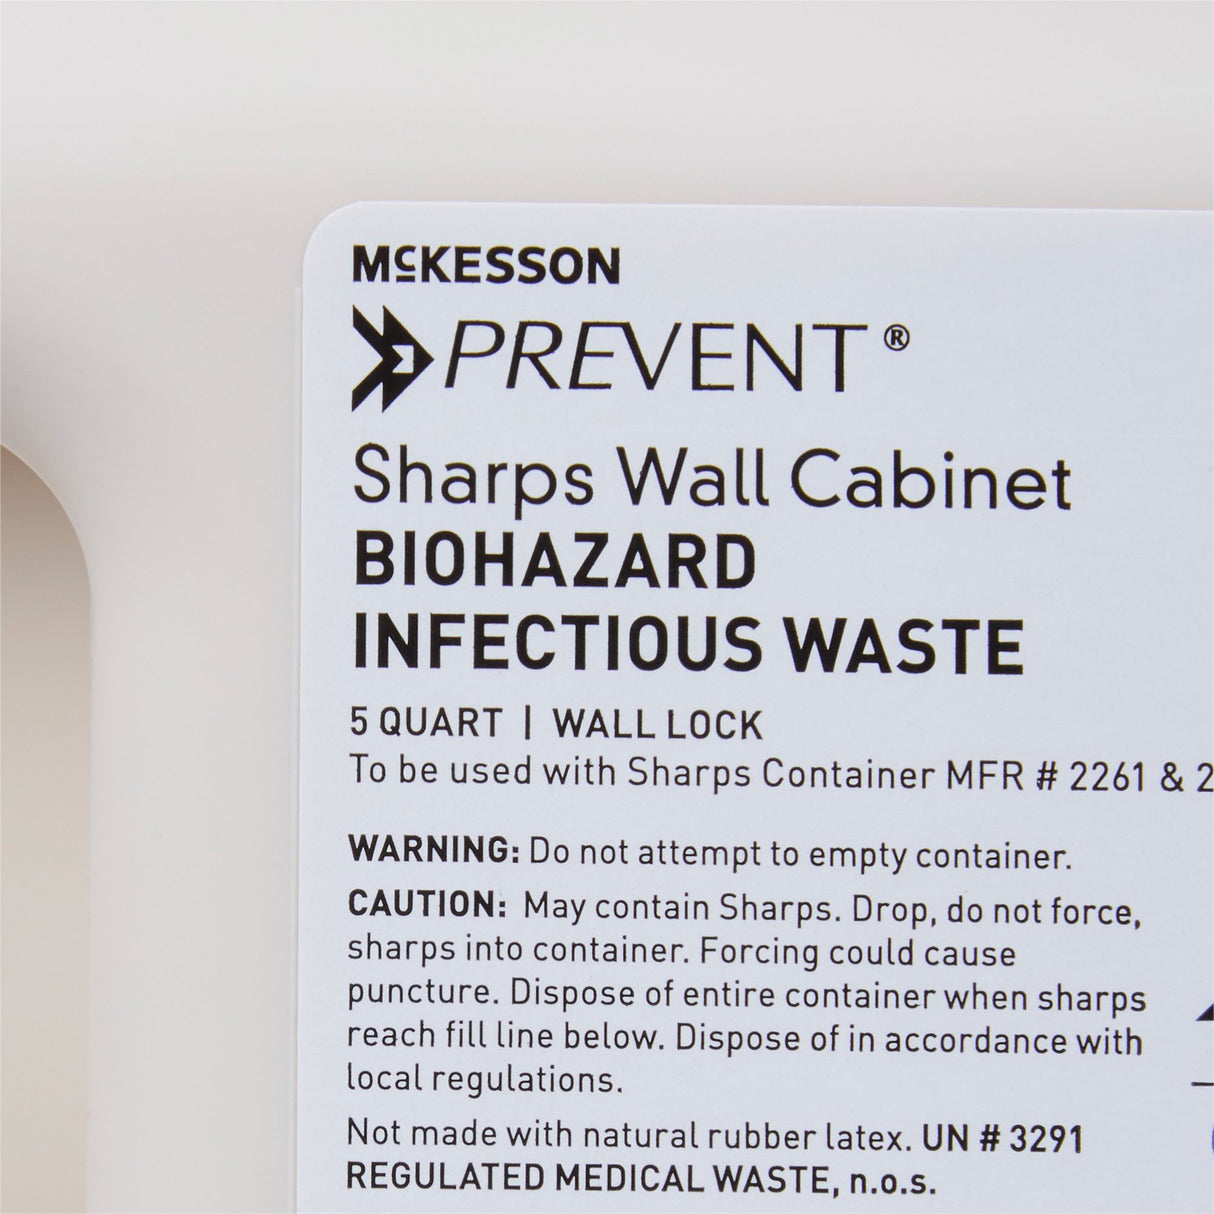 McKESSON
PREVENT®
Sharps Wall Cabinet
BIOHAZARD
INFECTIOUS WASTE
5 QUART | WALL LOCK
To be used with Sharps Container MFR # 2261 & 2
WARNING: Do not attempt to empty container.
CAUTION: May contain Sharps. Drop, do not force,
sharps into container. Forcing could cause
puncture. Dispose of entire container when sharps
reach fill line below. Dispose of in accordance with
local regulations.
Not made with natural rubber latex. UN # 3291
REGULATED MEDICAL WASTE, n.o.s.